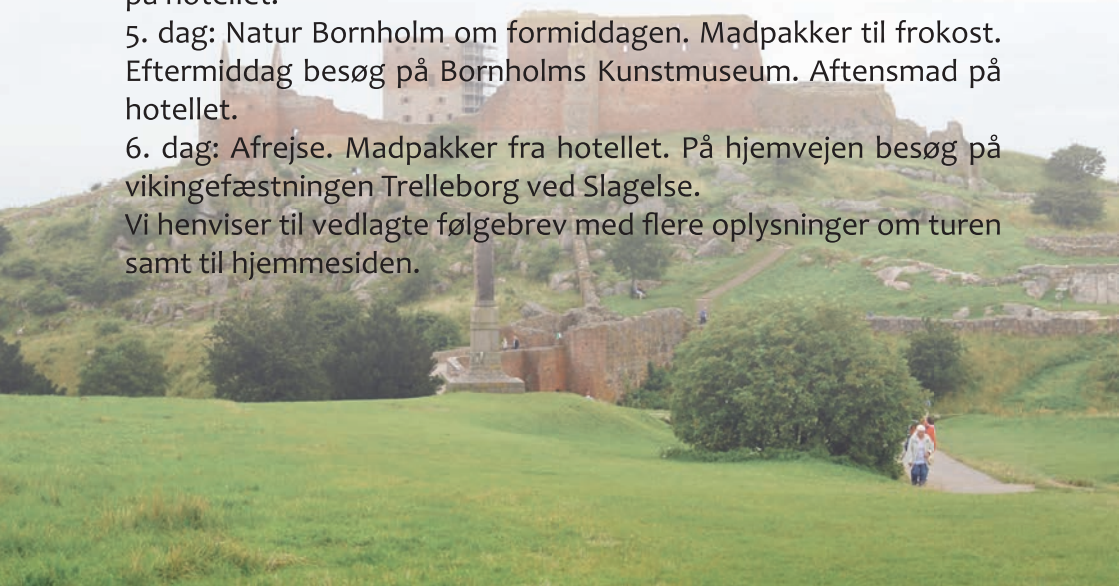 på hotellet.
5. dag: Natur Bornholm om formiddagen. Madpakker til frokost.
Eftermiddag besøg på Bornholms Kunstmuseum. Aftensmad på
hotellet.
6. dag: Afrejse. Madpakker fra hotellet. På hjemvejen besøg på
vikingefæstningen Trelleborg ved Slagelse.
Vi henviser til vedlagte følgebrev med flere oplysninger om turen
samt til hjemmesiden.